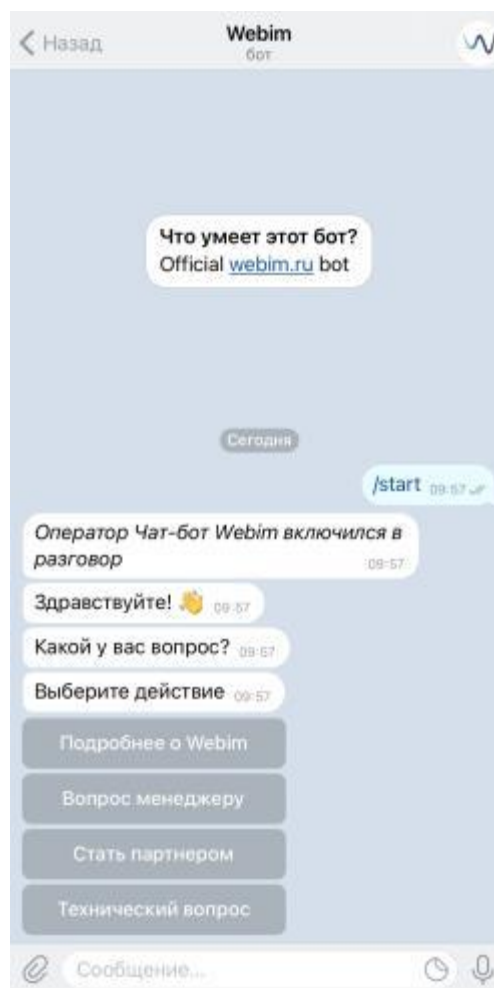 Назад
Webim
бот
Что умеет этот бот?
Official webim.ru bot
Сегодня
/start 09:57
Оператор Чат-бот Webim включился в
разговор 09:57
Здравствуйте! 👋 09:57
Какой у вас вопрос? 09:57
Выберите действие 09:57
Подробнее о Webim
Вопрос менеджеру
Стать партнером
Технический вопрос
Сообщение...